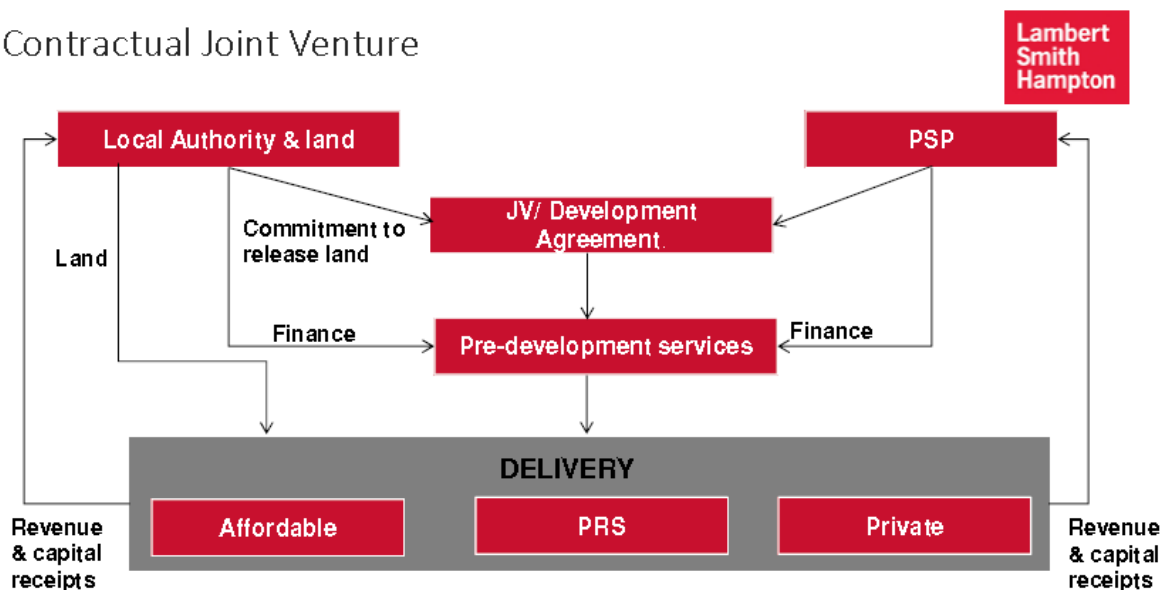 Contractual Joint Venture
Lambert
Smith
Hampton
Local Authority & land
PSP
JV/ Development
Agreement.
Commitment to
release land
Land
Finance
Pre-development services
Finance
DELIVERY
Affordable
PRS
Private
Revenue
& capital
receipts
Revenue
& capital
receipts